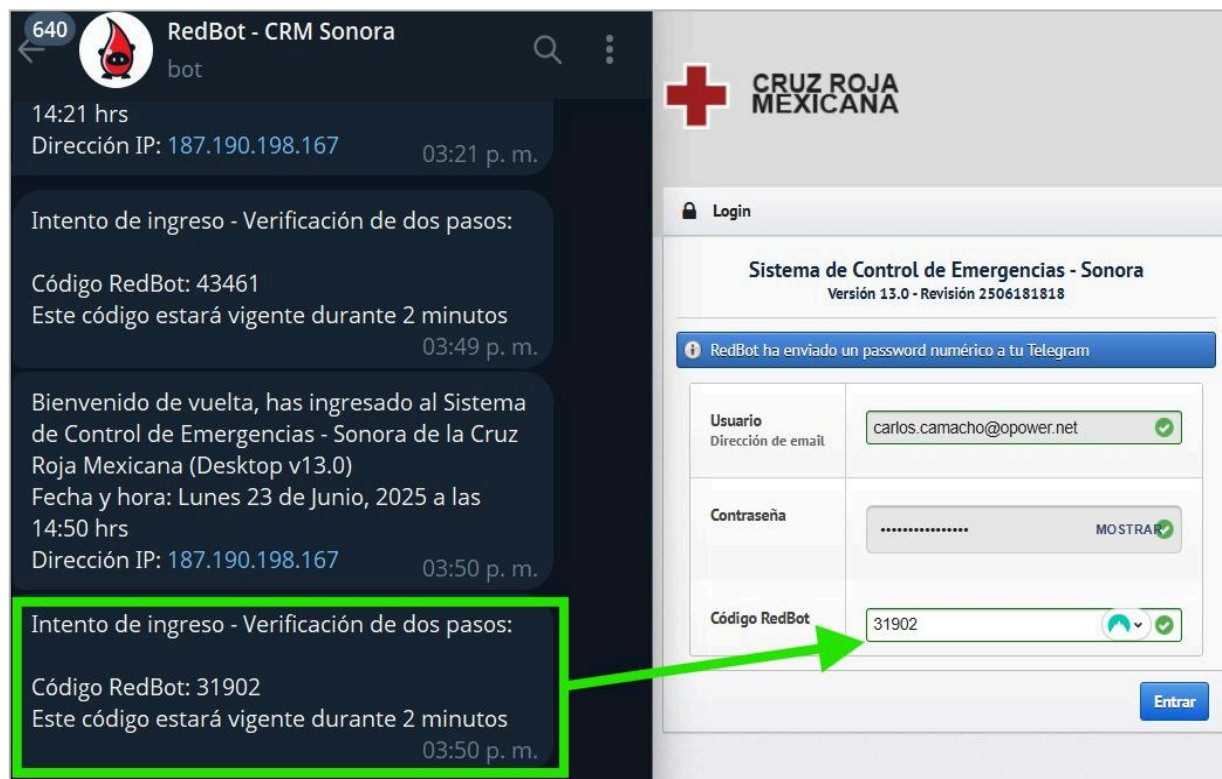 640
RedBot - CRM Sonora
bot
14:21 hrs
Dirección IP: 187.190.198.167
03:21 p. m.
Intento de ingreso - Verificación de dos pasos:
Código RedBot: 43461
Este código estará vigente durante 2 minutos
03:49 p. m.
Bienvenido de vuelta, has ingresado al Sistema
de Control de Emergencias - Sonora de la Cruz
Roja Mexicana (Desktop v13.0)
Fecha y hora: Lunes 23 de Junio, 2025 a las
14:50 hrs
Dirección IP: 187.190.198.167
03:50 p. m.
Intento de ingreso - Verificación de dos pasos:
Código RedBot: 31902
Este código estará vigente durante 2 minutos
03:50 p. m.
CRUZ ROJA
MEXICANA
Login
Sistema de Control de Emergencias - Sonora
Versión 13.0 - Revisión 2506181818
RedBot ha enviado un password numérico a tu Telegram
Usuario
Dirección de email
carlos.camacho@opower.net
Contraseña
••••••••••••••••
MOSTRAR
Código RedBot
31902
Entrar